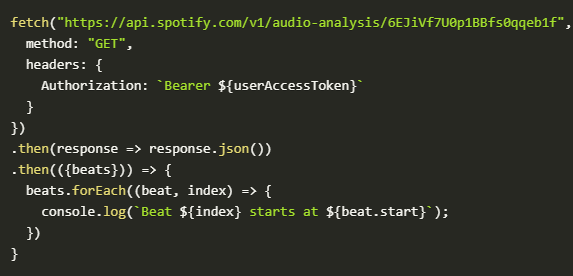 fetch("https://api.spotify.com/v1/audio-analysis/6EJiVf7U0p1BBfs0qqeb1f",
  method: "GET",
  headers: {
    Authorization: `Bearer ${userAccessToken}`
  }
})
.then(response => response.json())
.then(({beats})) => {
  beats.forEach((beat, index) => {
    console.log(`Beat ${index} starts at ${beat.start}`);
  })
}